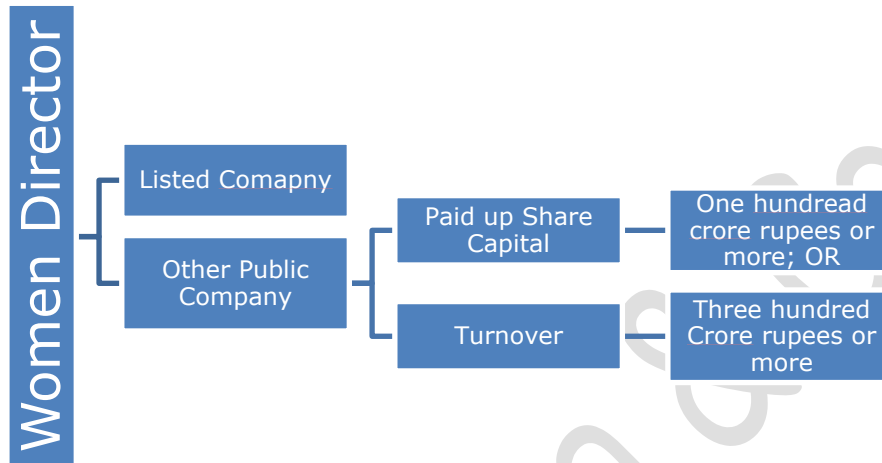 Women Director
Listed Comapny
Other Public
Company
Paid up Share
Capital
One hundread
crore rupees or
more; OR
Turnover
Three hundred
Crore rupees or
more